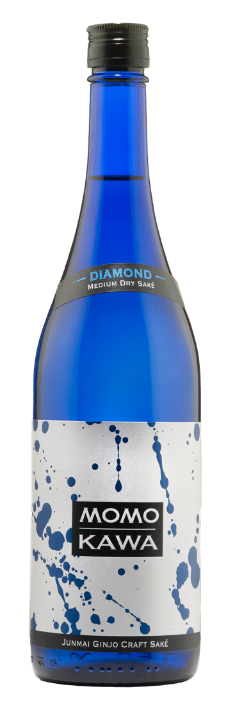 DIAMOND
MEDIUM DRY SAKÉ
MOMO
KAWA
JUNMAI GINJO CRAFT SAKÉ